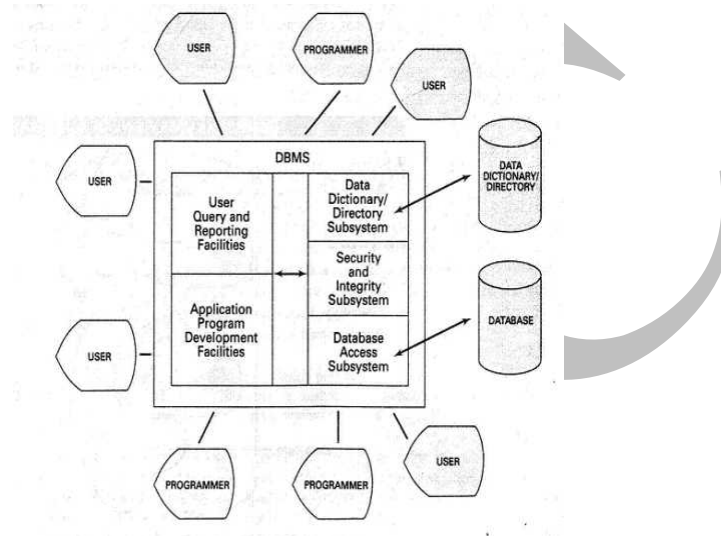 USER
PROGRAMMER
USER
DBMS
USER
User
Query and
Reporting
Facilities
Data
Dictionary/
Directory
Subsystem
DATA
DICTIONARY/
DIRECTORY
Security
and
Integrity
Subsystem
Application
Program
Development
Facilities
Database
Access
Subsystem
DATABASE
USER
PROGRAMMER
PROGRAMMER
USER